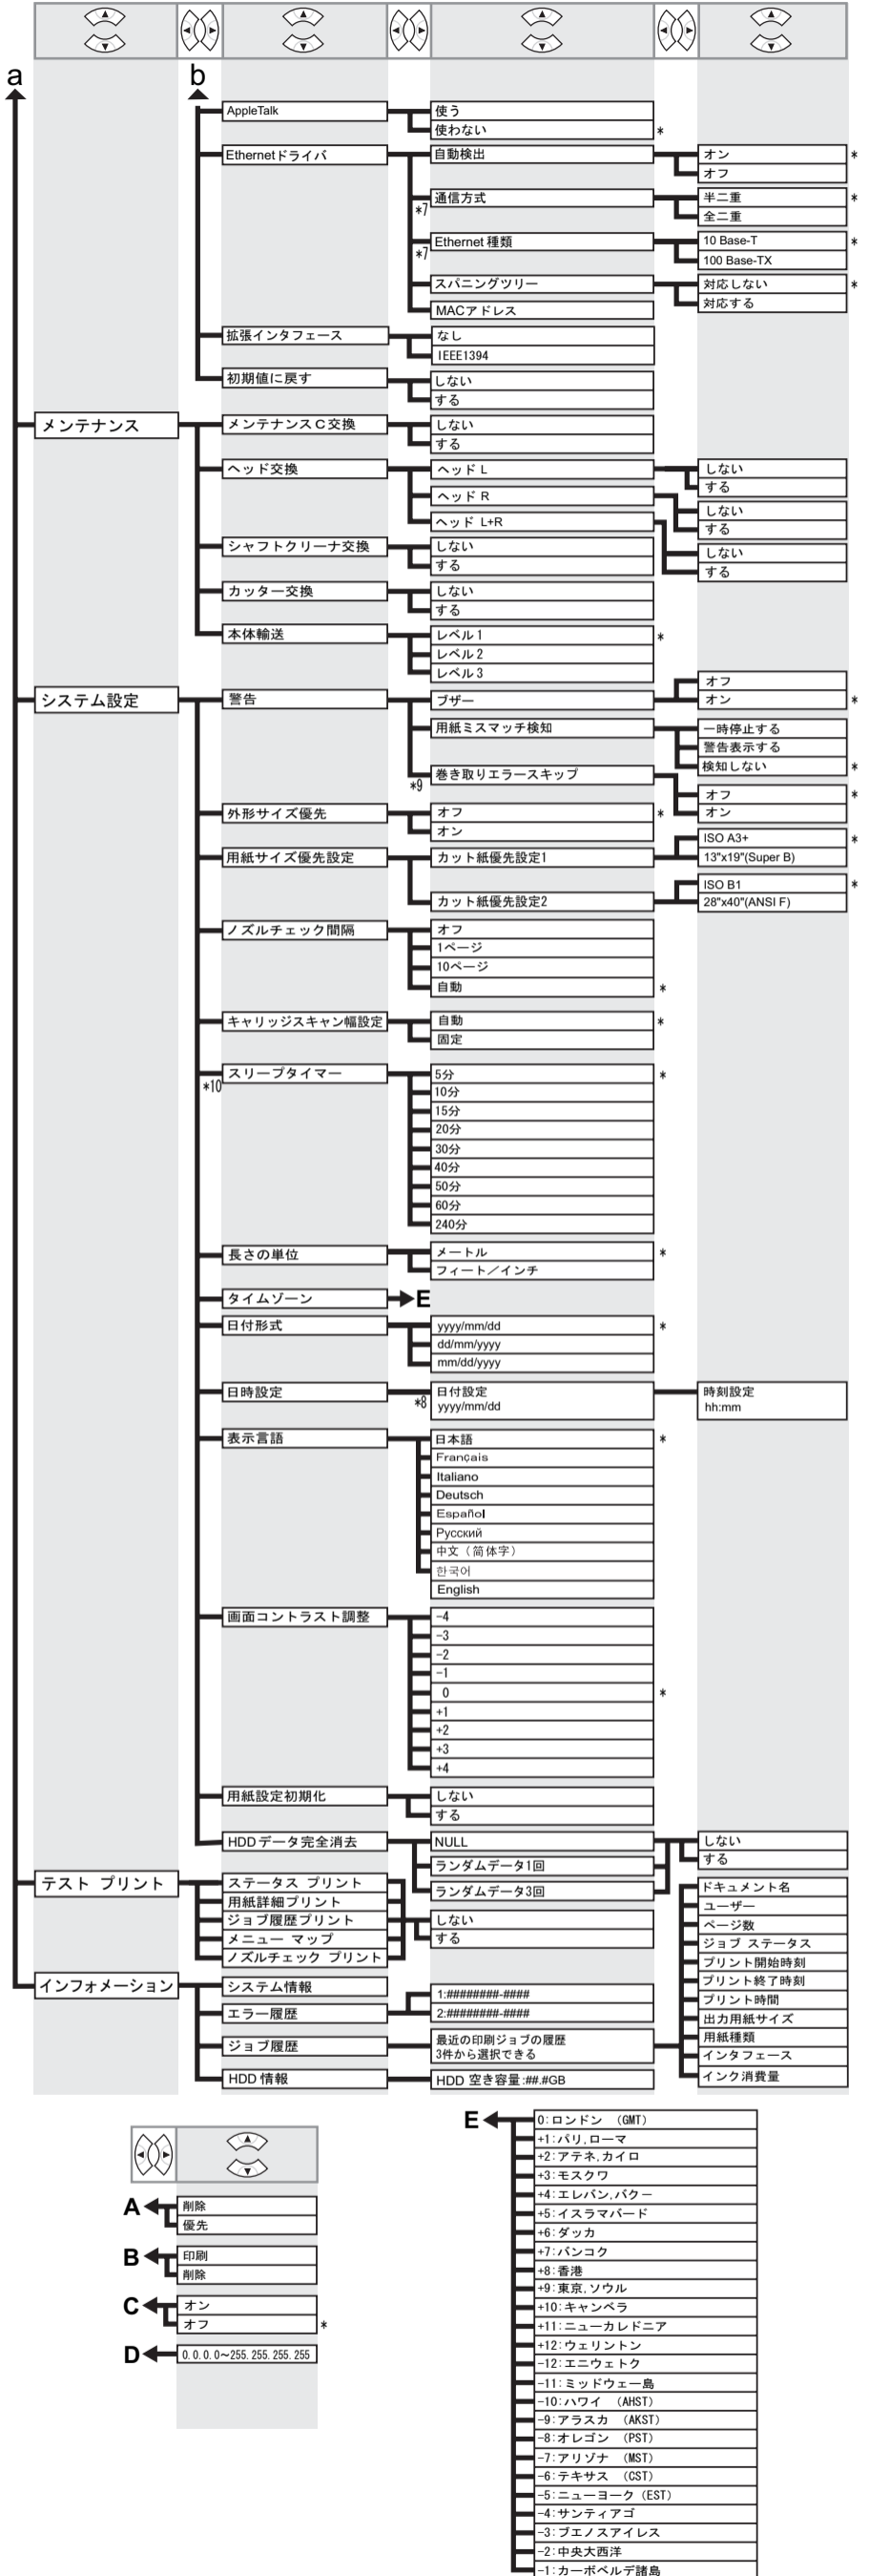 a
b
AppleTalk
使う
使わない
*
Ethernetドライバ
自動検出
オン
*
オフ
*7
通信方式
半二重
*
全二重
*7
Ethernet 種類
10 Base-T
*
100 Base-TX
スパニングツリー
対応しない
*
対応する
MACアドレス
拡張インタフェース
なし
IEEE1394
初期値に戻す
しない
する
メンテナンス
メンテナンスC交換
しない
する
ヘッド交換
ヘッド L
しない
する
ヘッド R
しない
する
ヘッド L+R
しない
する
シャフトクリーナ交換
しない
する
カッター交換
しない
する
本体輸送
レベル1
*
レベル2
レベル3
システム設定
警告
ブザー
オフ
オン
*
用紙ミスマッチ検知
一時停止する
警告表示する
検知しない
*
*9
巻き取りエラースキップ
オフ
*
オン
外形サイズ優先
オフ
*
オン
用紙サイズ優先設定
カット紙優先設定1
ISO A3+
*
13"x19"(Super B)
カット紙優先設定2
ISO B1
*
28"x40"(ANSI F)
ノズルチェック間隔
オフ
1ページ
10ページ
自動
*
キャリッジスキャン幅設定
自動
*
固定
*10
スリープタイマー
5分
*
10分
15分
20分
30分
40分
50分
60分
240分
長さの単位
メートル
*
フィート／インチ
タイムゾーン
E
日付形式
yyyy/mm/dd
*
dd/mm/yyyy
mm/dd/yyyy
日時設定
*8
日付設定
yyyy/mm/dd
時刻設定
hh:mm
表示言語
日本語
*
Français
Italiano
Deutsch
Español
Русский
中文（简体字）
한국어
English
画面コントラスト調整
-4
-3
-2
-1
0
*
+1
+2
+3
+4
用紙設定初期化
しない
する
HDDデータ完全消去
NULL
ランダムデータ1回
ランダムデータ3回
しない
する
テスト プリント
ステータス プリント
用紙詳細プリント
ジョブ履歴プリント
メニュー マップ
ノズルチェック プリント
しない
する
インフォメーション
システム情報
エラー履歴
1:########-####
2:########-####
ジョブ履歴
最近の印刷ジョブの履歴
3件から選択できる
ドキュメント名
ユーザー
ページ数
ジョブ ステータス
プリント開始時刻
プリント終了時刻
プリント時間
出力用紙サイズ
用紙種類
インタフェース
インク消費量
HDD 情報
HDD 空き容量:##.#GB
A
削除
優先
B
印刷
削除
C
オン
オフ
*
D
0.0.0.0～255.255.255.255
E
0:ロンドン （GMT）
+1:パリ,ローマ
+2:アテネ,カイロ
+3:モスクワ
+4:エレバン,バクー
+5:イスラマバード
+6:ダッカ
+7:バンコク
+8:香港
+9:東京,ソウル
+10:キャンベラ
+11:ニューカレドニア
+12:ウェリントン
-12:エニウェトク
-11:ミッドウェー島
-10:ハワイ （AHST）
-9:アラスカ （AKST）
-8:オレゴン （PST）
-7:アリゾナ （MST）
-6:テキサス （CST）
-5:ニューヨーク（EST）
-4:サンティアゴ
-3:ブエノスアイレス
-2:中央大西洋
-1:カーボベルデ諸島